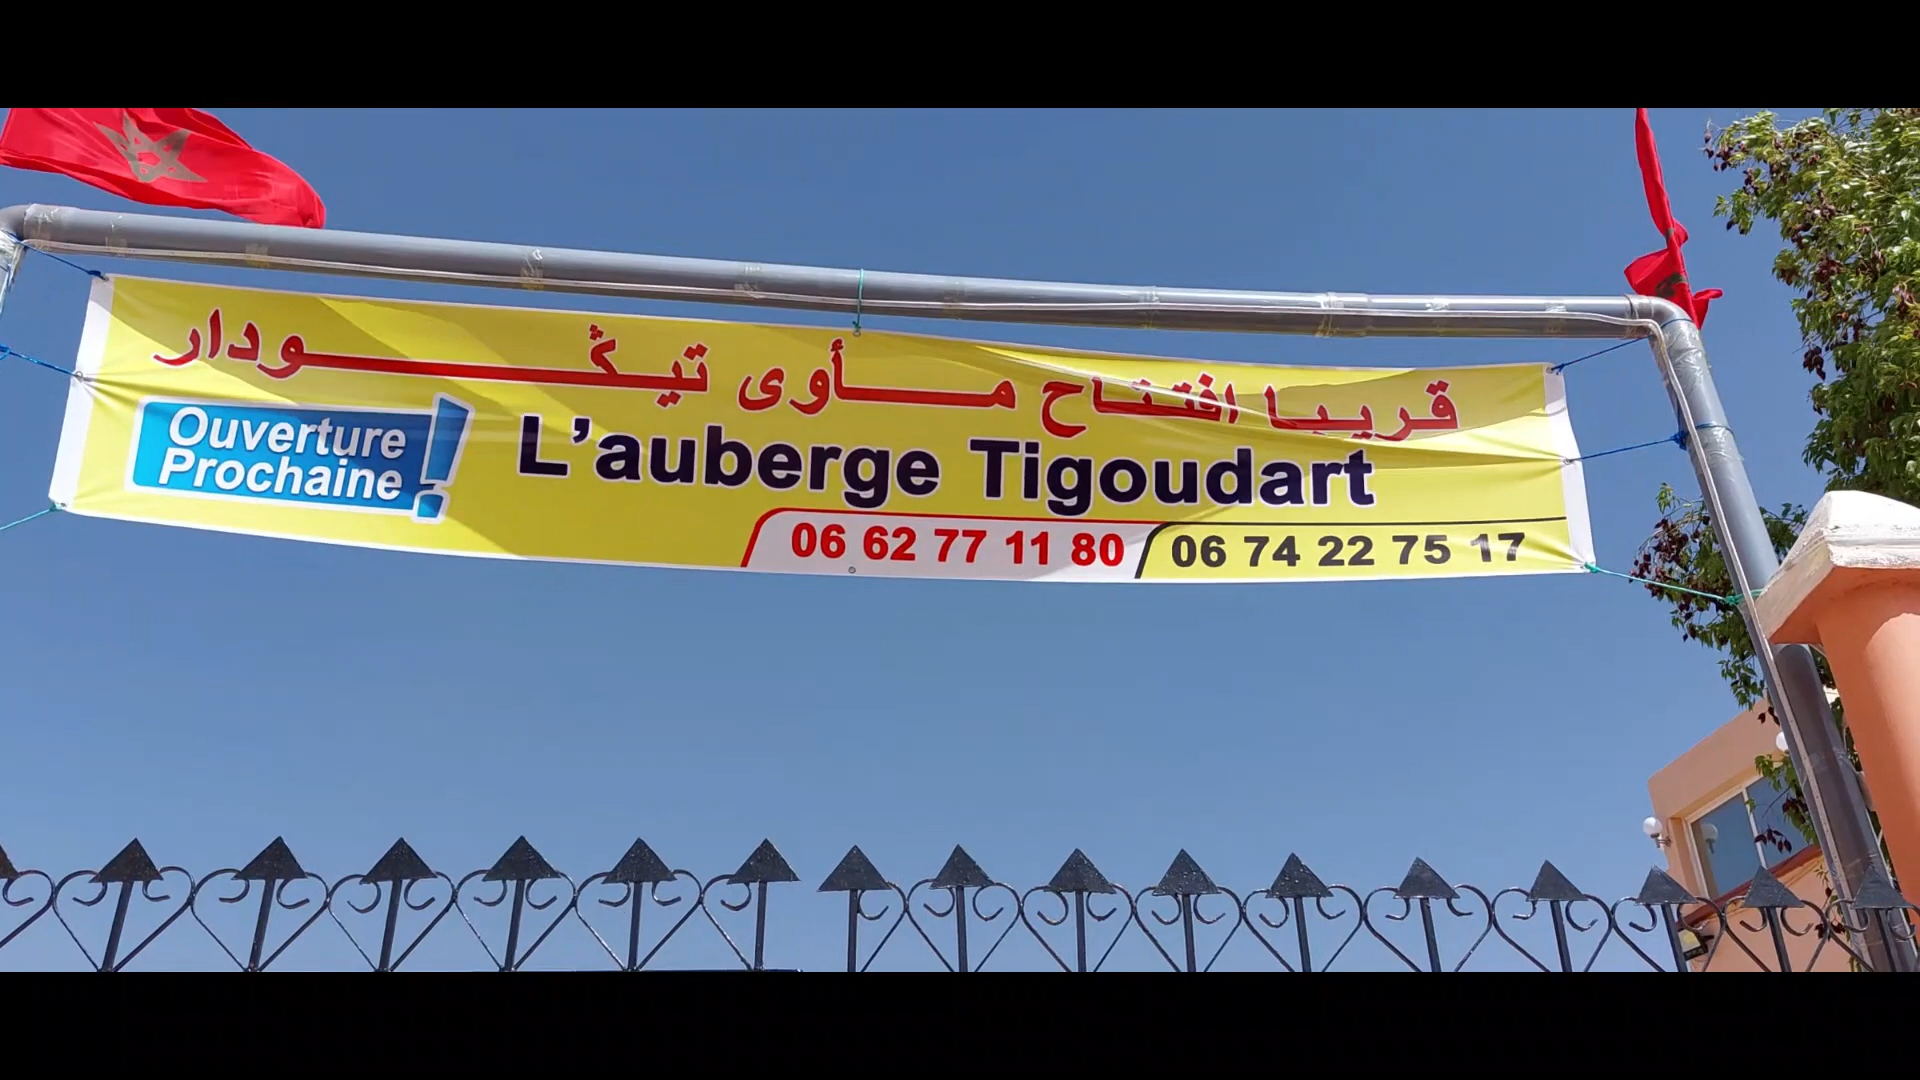 قريبا افتتاح مأوى تيڭودار
Ouverture
Prochaine !
L'auberge Tigoudart
06 62 77 11 80
06 74 22 75 17